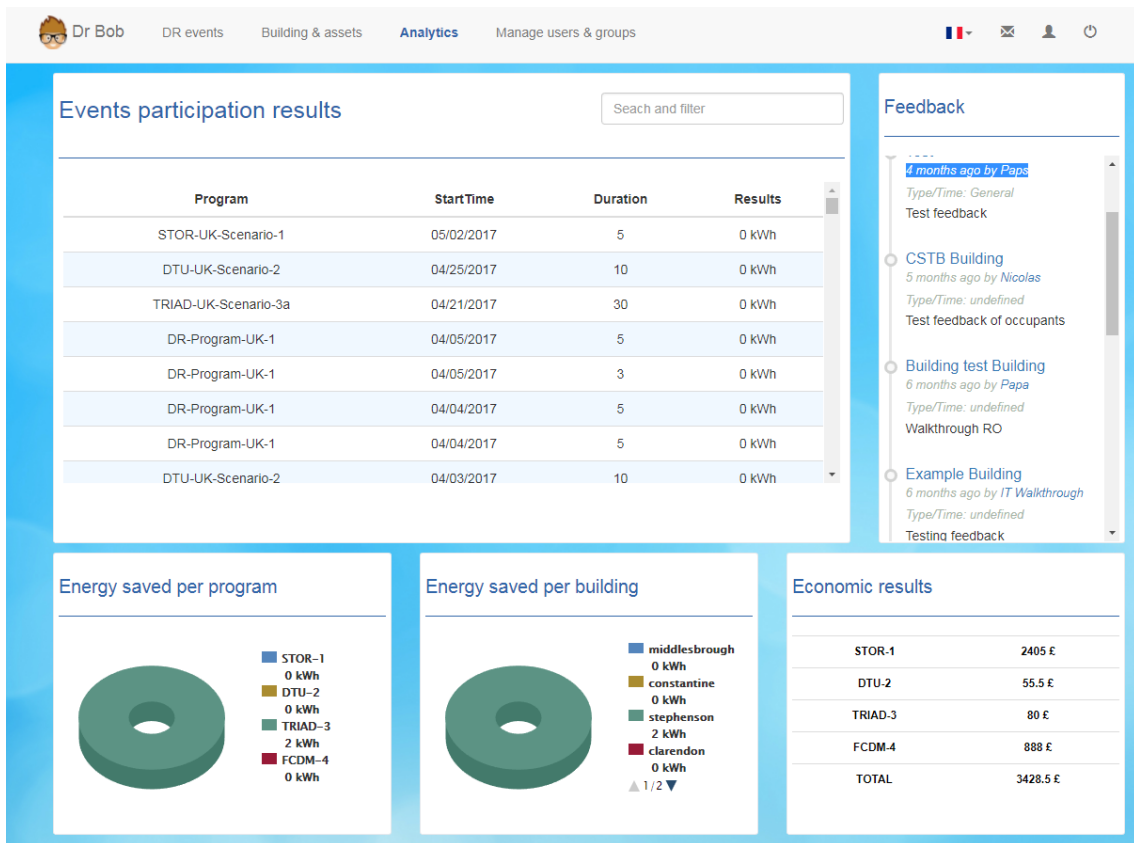 Dr Bob DR events Building & assets Analytics Manage users & groups
Events participation results
Seach and filter
Program StartTime Duration Results
STOR-UK-Scenario-1 05/02/2017 5 0 kWh
DTU-UK-Scenario-2 04/25/2017 10 0 kWh
TRIAD-UK-Scenario-3a 04/21/2017 30 0 kWh
DR-Program-UK-1 04/05/2017 5 0 kWh
DR-Program-UK-1 04/05/2017 3 0 kWh
DR-Program-UK-1 04/04/2017 5 0 kWh
DR-Program-UK-1 04/04/2017 5 0 kWh
DTU-UK-Scenario-2 04/03/2017 10 0 kWh
Feedback
4 months ago by Paps
Type/Time: General
Test feedback
CSTB Building
5 months ago by Nicolas
Type/Time: undefined
Test feedback of occupants
Building test Building
6 months ago by Papa
Type/Time: undefined
Walkthrough RO
Example Building
6 months ago by IT Walkthrough
Type/Time: undefined
Testing feedback
Energy saved per program
STOR-1
0 kWh
DTU-2
0 kWh
TRIAD-3
2 kWh
FCDM-4
0 kWh
Energy saved per building
middlesbrough
0 kWh
constantine
0 kWh
stephenson
2 kWh
clarendon
0 kWh
1/2
Economic results
STOR-1 2405 £
DTU-2 55.5 £
TRIAD-3 80 £
FCDM-4 888 £
TOTAL 3428.5 £